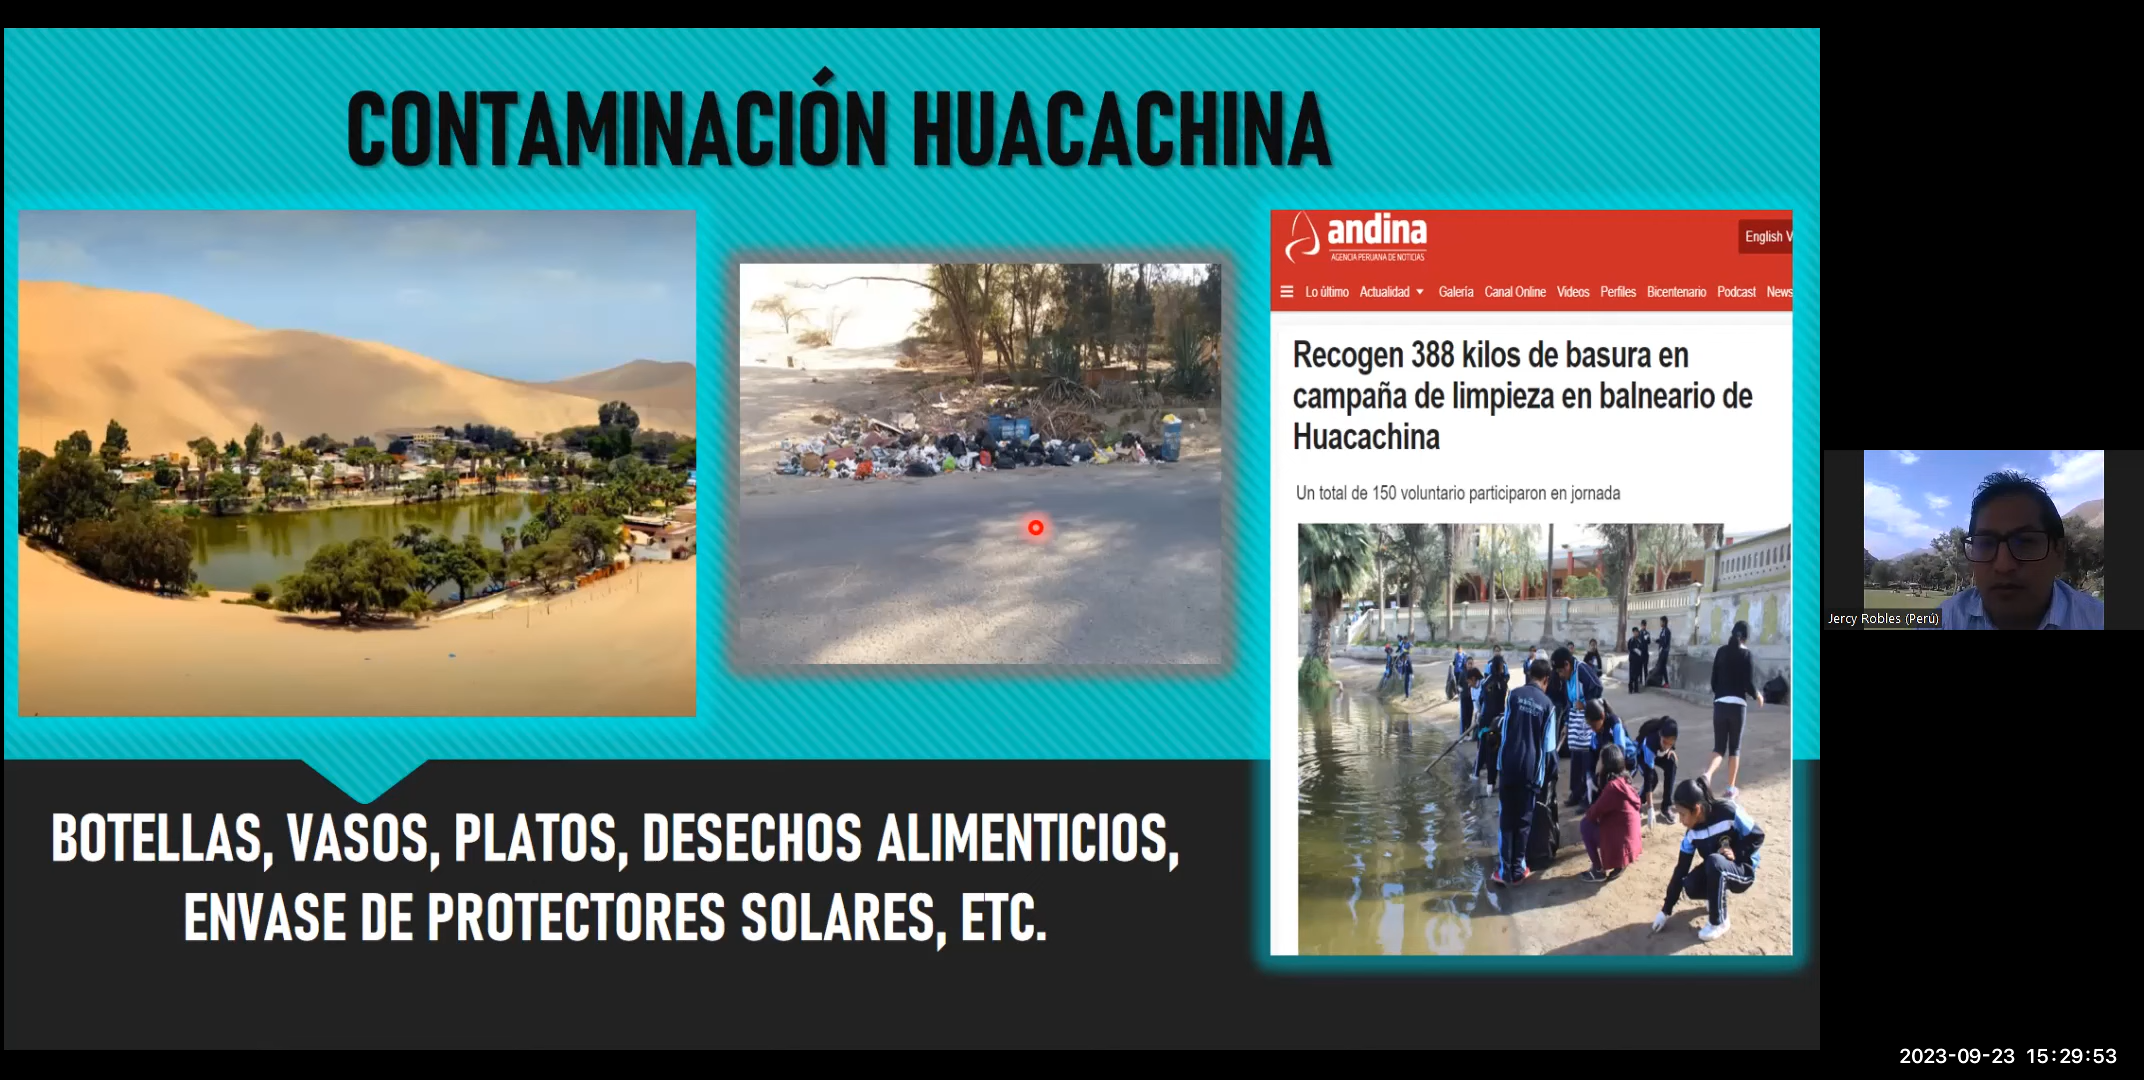 CONTAMINACIÓN HUACACHINA
andina
AGENCIA PERUANA DE NOTICIAS
English V
Lo último Actualidad Galería Canal Online Videos Perfiles Bicentenario Podcast News
Recogen 388 kilos de basura en
campaña de limpieza en balneario de
Huacachina
Un total de 150 voluntario participaron en jornada
BOTELLAS, VASOS, PLATOS, DESECHOS ALIMENTICIOS,
ENVASE DE PROTECTORES SOLARES, ETC.
Jercy Robles (Perú)
2023-09-23 15:29:53